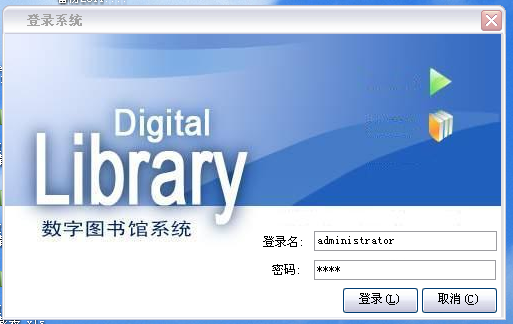 登录系统
Digital
Library
数字图书馆系统
登录名:
administrator
密码:
****
登录(L)
取消(C)